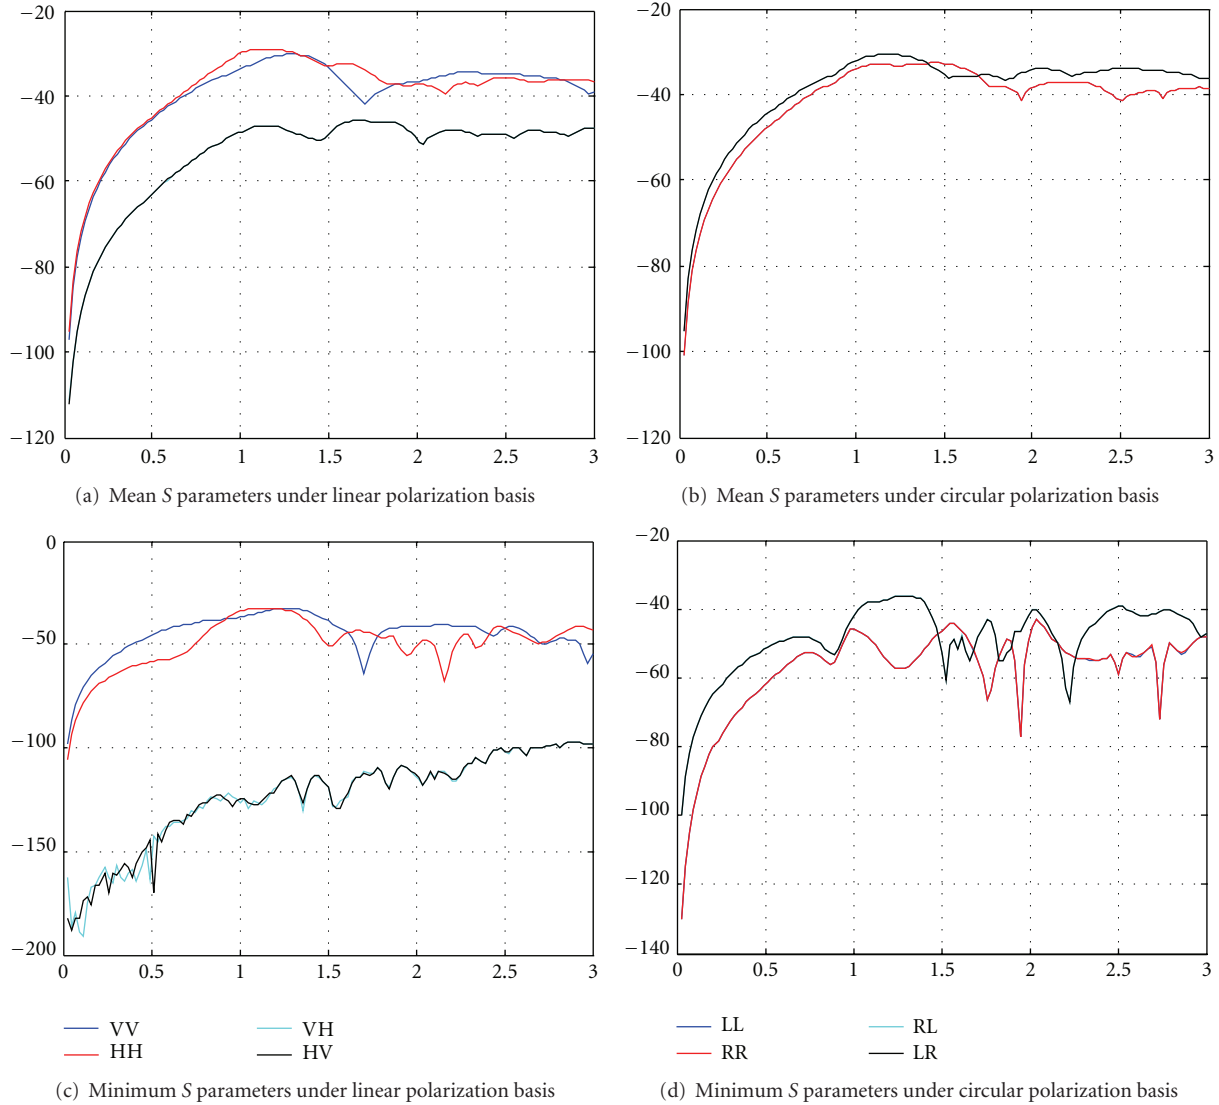 −20
−40
−60
−80
−100
−120
0 0.5 1 1.5 2 2.5 3
(a) Mean S parameters under linear polarization basis
−20
−40
−60
−80
−100
−120
0 0.5 1 1.5 2 2.5 3
(b) Mean S parameters under circular polarization basis
0
−50
−100
−150
−200
0 0.5 1 1.5 2 2.5 3
VV VH
HH HV
(c) Minimum S parameters under linear polarization basis
−20
−40
−60
−80
−100
−120
−140
0 0.5 1 1.5 2 2.5 3
LL RL
RR LR
(d) Minimum S parameters under circular polarization basis